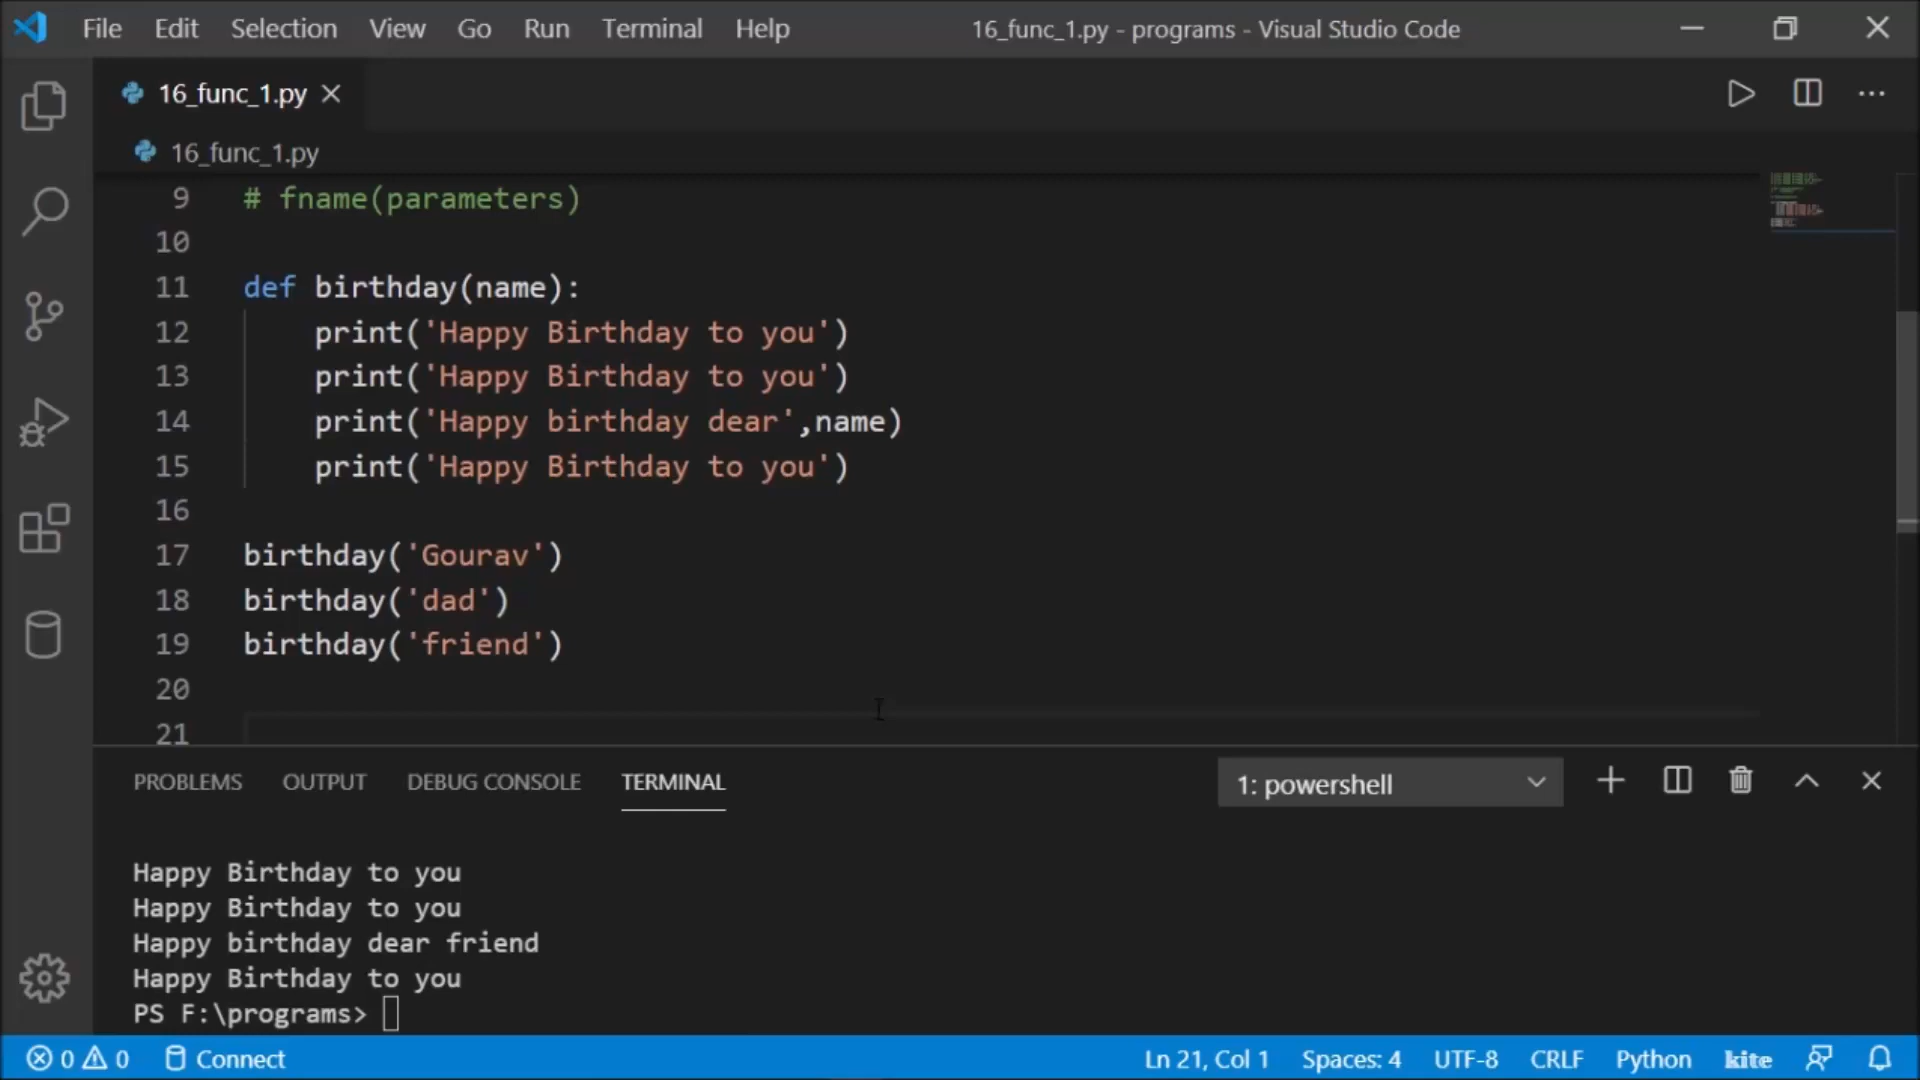 File Edit Selection View Go Run Terminal Help 16_func_1.py - programs - Visual Studio Code
16_func_1.py
16_func_1.py
9 # fname(parameters)
10
11 def birthday(name):
12 print('Happy Birthday to you')
13 print('Happy Birthday to you')
14 print('Happy birthday dear',name)
15 print('Happy Birthday to you')
16
17 birthday('Gourav')
18 birthday('dad')
19 birthday('friend')
20
21
PROBLEMS OUTPUT DEBUG CONSOLE TERMINAL 1: powershell
Happy Birthday to you
Happy Birthday to you
Happy birthday dear friend
Happy Birthday to you
PS F:\programs>
0 0 Connect Ln 21, Col 1 Spaces: 4 UTF-8 CRLF Python kite